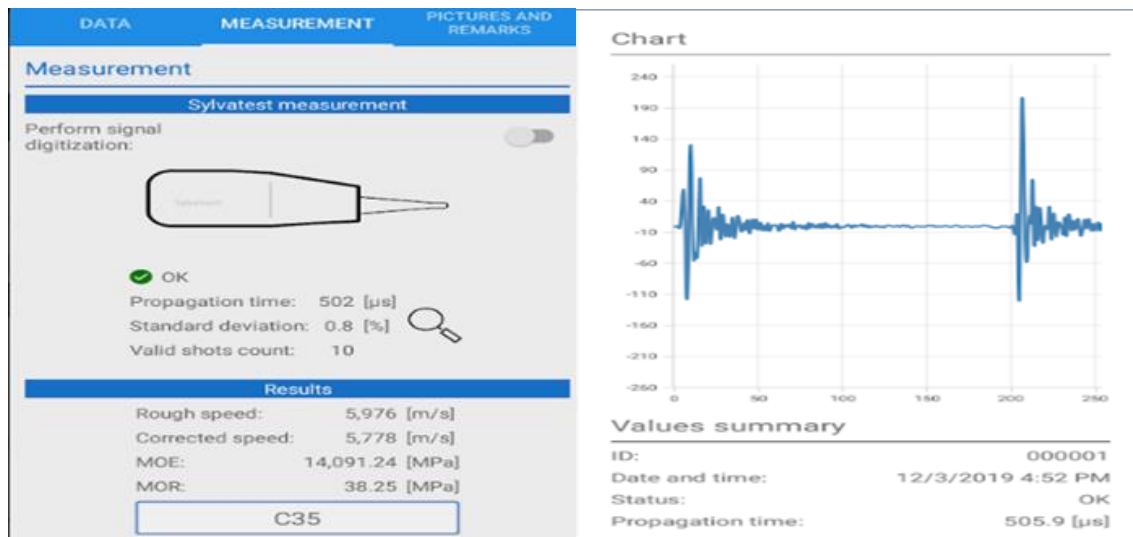 DATA
MEASUREMENT
PICTURES AND
REMARKS
Measurement
Sylvatest measurement
Perform signal
digitization:
OK
Propagation time: 502 [µs]
Standard deviation: 0.8 [%]
Valid shots count: 10
Results
Rough speed: 5,976 [m/s]
Corrected speed: 5,778 [m/s]
MOE: 14,091.24 [MPa]
MOR: 38.25 [MPa]
C35
Chart
240
190
140
90
40
-10
-60
-110
-160
-210
-260
0 50 100 150 200 250
Values summary
ID: 000001
Date and time: 12/3/2019 4:52 PM
Status: OK
Propagation time: 505.9 [µs]